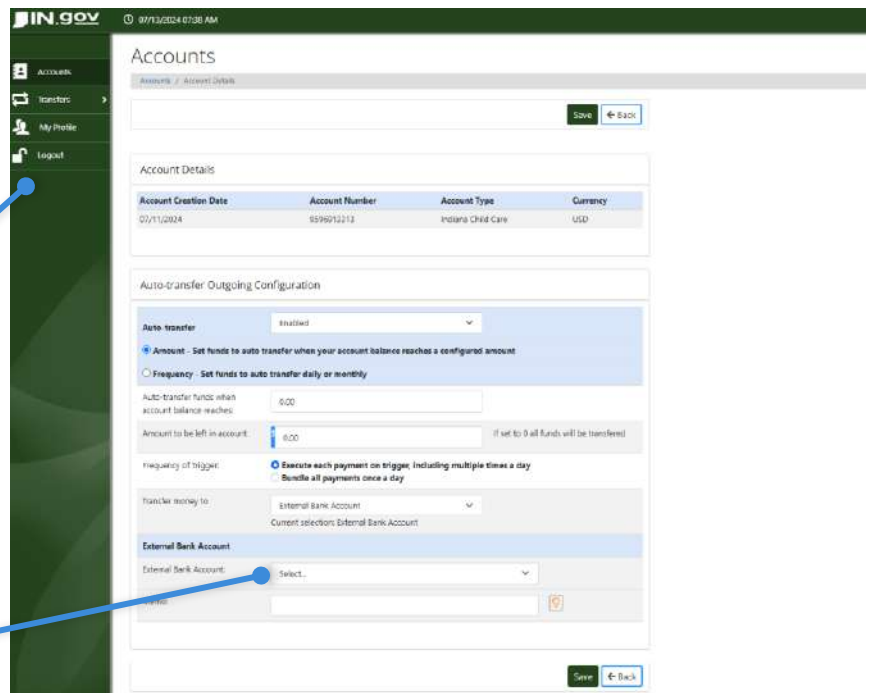 IN.gov
07/13/2024 07:38 AM
Accounts
Transfers
My Profile
Logout
Accounts
Accounts / Account Details
Save
Back
Account Details
Account Creation Date Account Number Account Type Currency
07/11/2024 9596013213 Indiana Child Care USD
Auto-transfer Outgoing Configuration
Auto-transfer Enabled
Amount - Set funds to auto transfer when your account balance reaches a configured amount
Frequency - Set funds to auto transfer daily or monthly
Auto-transfer funds when
account balance reaches: 0.00
Amount to be left in account: 0.00 If set to 0 all funds will be transfered
Frequency of trigger: Execute each payment on trigger, including multiple times a day
Bundle all payments once a day
Transfer money to External Bank Account
Current selection: External Bank Account
External Bank Account
External Bank Account: Select..
Save
Back